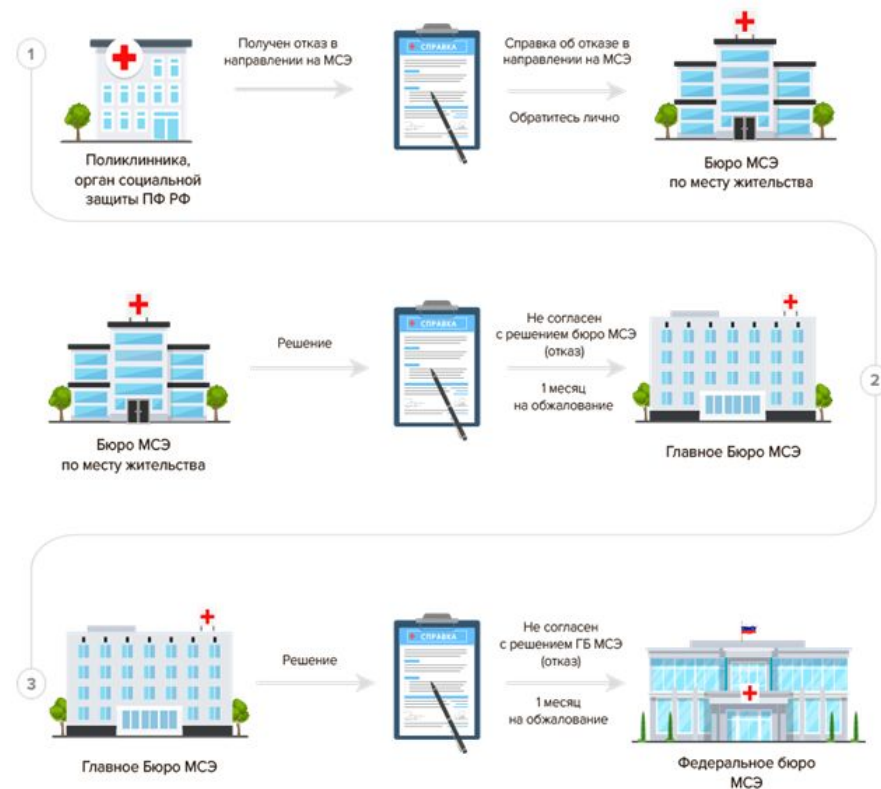 1
Получен отказ в
направлении на МСЭ
СПРАВКА
Справка об отказе в
направлении на МСЭ
Обратитесь лично
Поликлинника,
орган социальной
защиты ПФ РФ
Бюро МСЭ
по месту жительства
Решение
СПРАВКА
Не согласен
с решением бюро МСЭ
(отказ)
1 месяц
на обжалование
2
Бюро МСЭ
по месту жительства
Главное Бюро МСЭ
3
Решение
СПРАВКА
Не согласен
с решением ГБ МСЭ
(отказ)
1 месяц
на обжалование
Главное Бюро МСЭ
Федеральное бюро
МСЭ